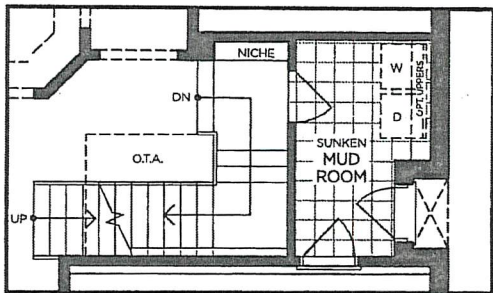 NICHE
W
DN
OPT. UPPERS
D
SUNKEN
MUD
ROOM
O.T.A.
UP